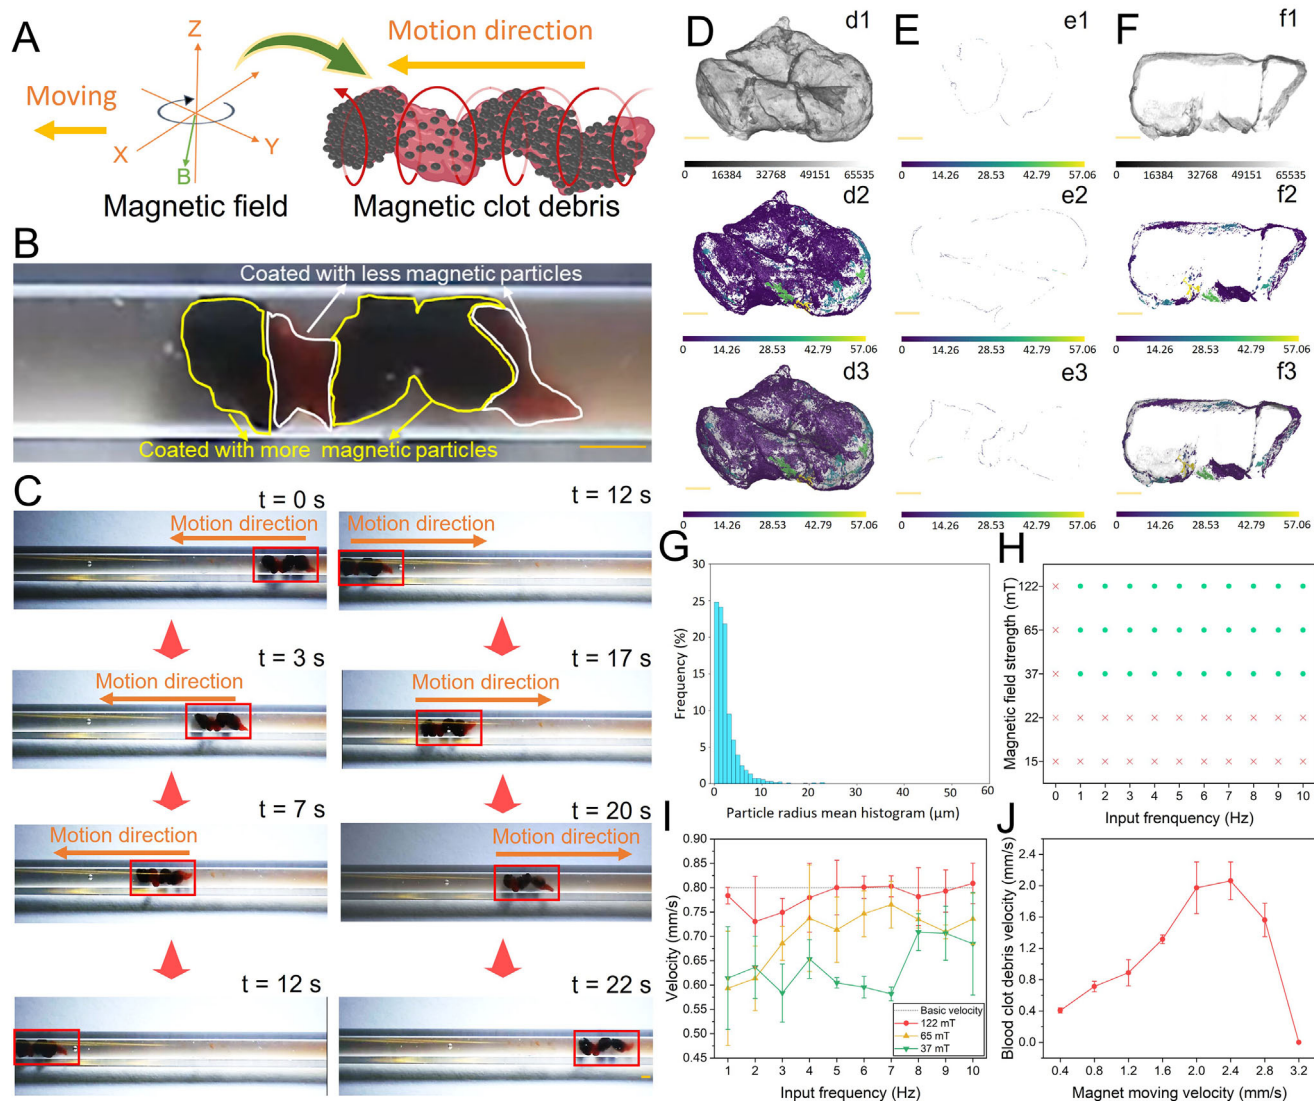 A
Z
Motion direction
Moving
X
Y
B
Magnetic field
Magnetic clot debris
B
Coated with less magnetic particles
Coated with more magnetic particles
C
t = 0 s
Motion direction
t = 12 s
Motion direction
t = 3 s
Motion direction
t = 17 s
Motion direction
t = 7 s
Motion direction
t = 20 s
Motion direction
t = 12 s
t = 22 s
D
d1
0 16384 32768 49151 65535
d2
0 14.26 28.53 42.79 57.06
d3
0 14.26 28.53 42.79 57.06
E
e1
0 14.26 28.53 42.79 57.06
e2
0 14.26 28.53 42.79 57.06
e3
0 14.26 28.53 42.79 57.06
F
f1
0 16384 32768 49151 65535
f2
0 14.26 28.53 42.79 57.06
f3
0 14.26 28.53 42.79 57.06
G
Frequency (%)
30
25
20
15
10
5
0
0 10 20 30 40 50 60
Particle radius mean histogram (μm)
H
Magnetic field strength (mT)
122
65
37
22
15
0 1 2 3 4 5 6 7 8 9 10
Input frenquency (Hz)
I
Velocity (mm/s)
0.90
0.85
0.80
0.75
0.70
0.65
0.60
0.55
0.50
0.45
1 2 3 4 5 6 7 8 9 10
Input frequency (Hz)
Basic velocity
122 mT
65 mT
37 mT
J
Blood clot debris velocity (mm/s)
2.4
2.0
1.6
1.2
0.8
0.4
0.0
0.4 0.8 1.2 1.6 2.0 2.4 2.8 3.2
Magnet moving velocity (mm/s)